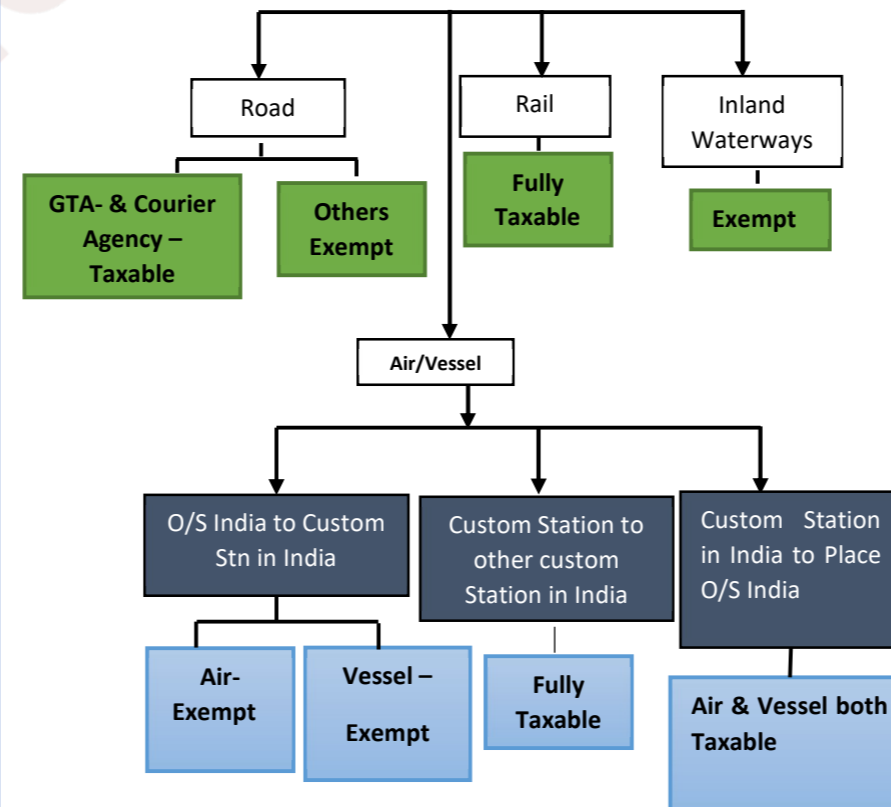 Road
Rail
Inland
Waterways
GTA- & Courier
Agency –
Taxable
Others
Exempt
Fully
Taxable
Exempt
Air/Vessel
O/S India to Custom
Stn in India
Custom Station to
other custom
Station in India
Custom Station
in India to Place
O/S India
Air-
Exempt
Vessel –
Exempt
Fully
Taxable
Air & Vessel both
Taxable